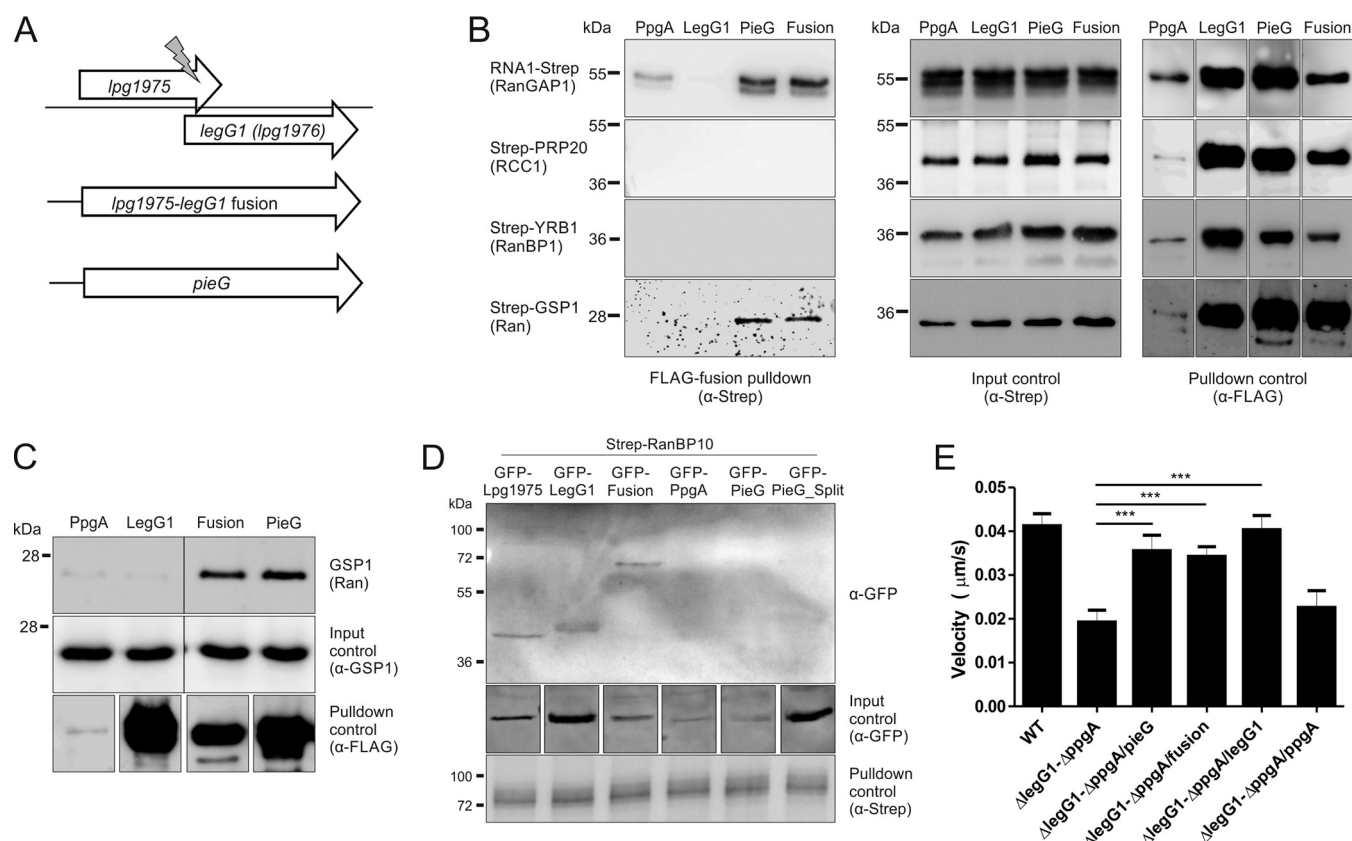 A
lpg1975
legG1 (lpg1976)
lpg1975-legG1 fusion
pieG
B
kDa
PpgA LegG1 PieG Fusion
PpgA LegG1 PieG Fusion
PpgA LegG1 PieG Fusion
RNA1-Strep
(RanGAP1)
55
55
Strep-PRP20
(RCC1)
55
36
55
36
Strep-YRB1
(RanBP1)
36
36
Strep-GSP1
(Ran)
28
36
FLAG-fusion pulldown
(α-Strep)
Input control
(α-Strep)
Pulldown control
(α-FLAG)
C
kDa
PpgA LegG1 Fusion PieG
28
GSP1
(Ran)
28
Input
control
(α-GSP1)
Pulldown
control
(α-FLAG)
D
Strep-RanBP10
GFP-Lpg1975
GFP-LegG1
GFP-Fusion
GFP-PpgA
GFP-PieG
GFP-PieG_Split
kDa
100
72
55
36
α-GFP
Input
control
(α-GFP)
100
72
Pulldown
control
(α-Strep)
E
Velocity ( μm/s)
0.05
0.04
0.03
0.02
0.01
0.00
***
***
***
WT
ΔlegG1-ΔppgA
ΔlegG1-ΔppgA/pieG
ΔlegG1-ΔppgA/fusion
ΔlegG1-ΔppgA/legG1
ΔlegG1-ΔppgA/ppgA